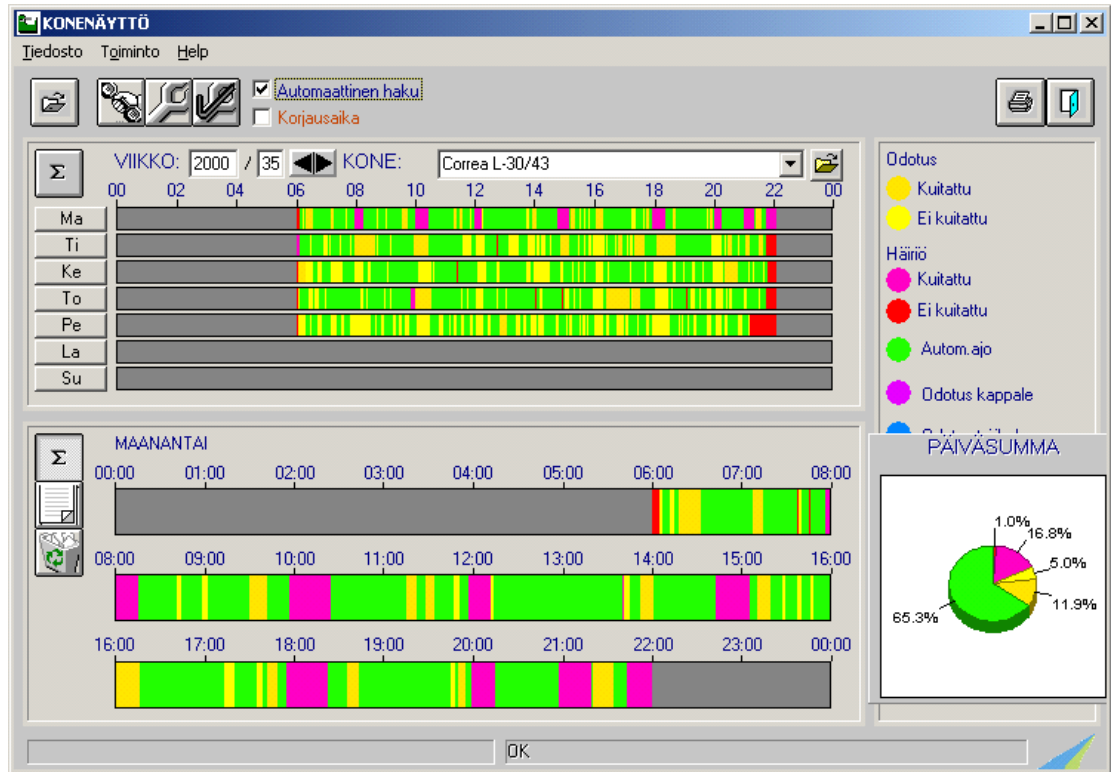 KONENÄYTTÖ
Tiedosto Toiminto Help
Automaattinen haku
Korjausaika
Σ VIIKKO: 2000 / 35 KONE: Correa L-30/43
00 02 04 06 08 10 12 14 16 18 20 22 00
Ma
Ti
Ke
To
Pe
La
Su
Odotus
Kuitattu
Ei kuitattu
Häiriö
Kuitattu
Ei kuitattu
Autom.ajo
Odotus kappale
Σ MAANANTAI
00:00 01:00 02:00 03:00 04:00 05:00 06:00 07:00 08:00
08:00 09:00 10:00 11:00 12:00 13:00 14:00 15:00 16:00
16:00 17:00 18:00 19:00 20:00 21:00 22:00 23:00 00:00
PÄIVÄSUMMA
1.0%
16.8%
5.0%
11.9%
65.3%
OK